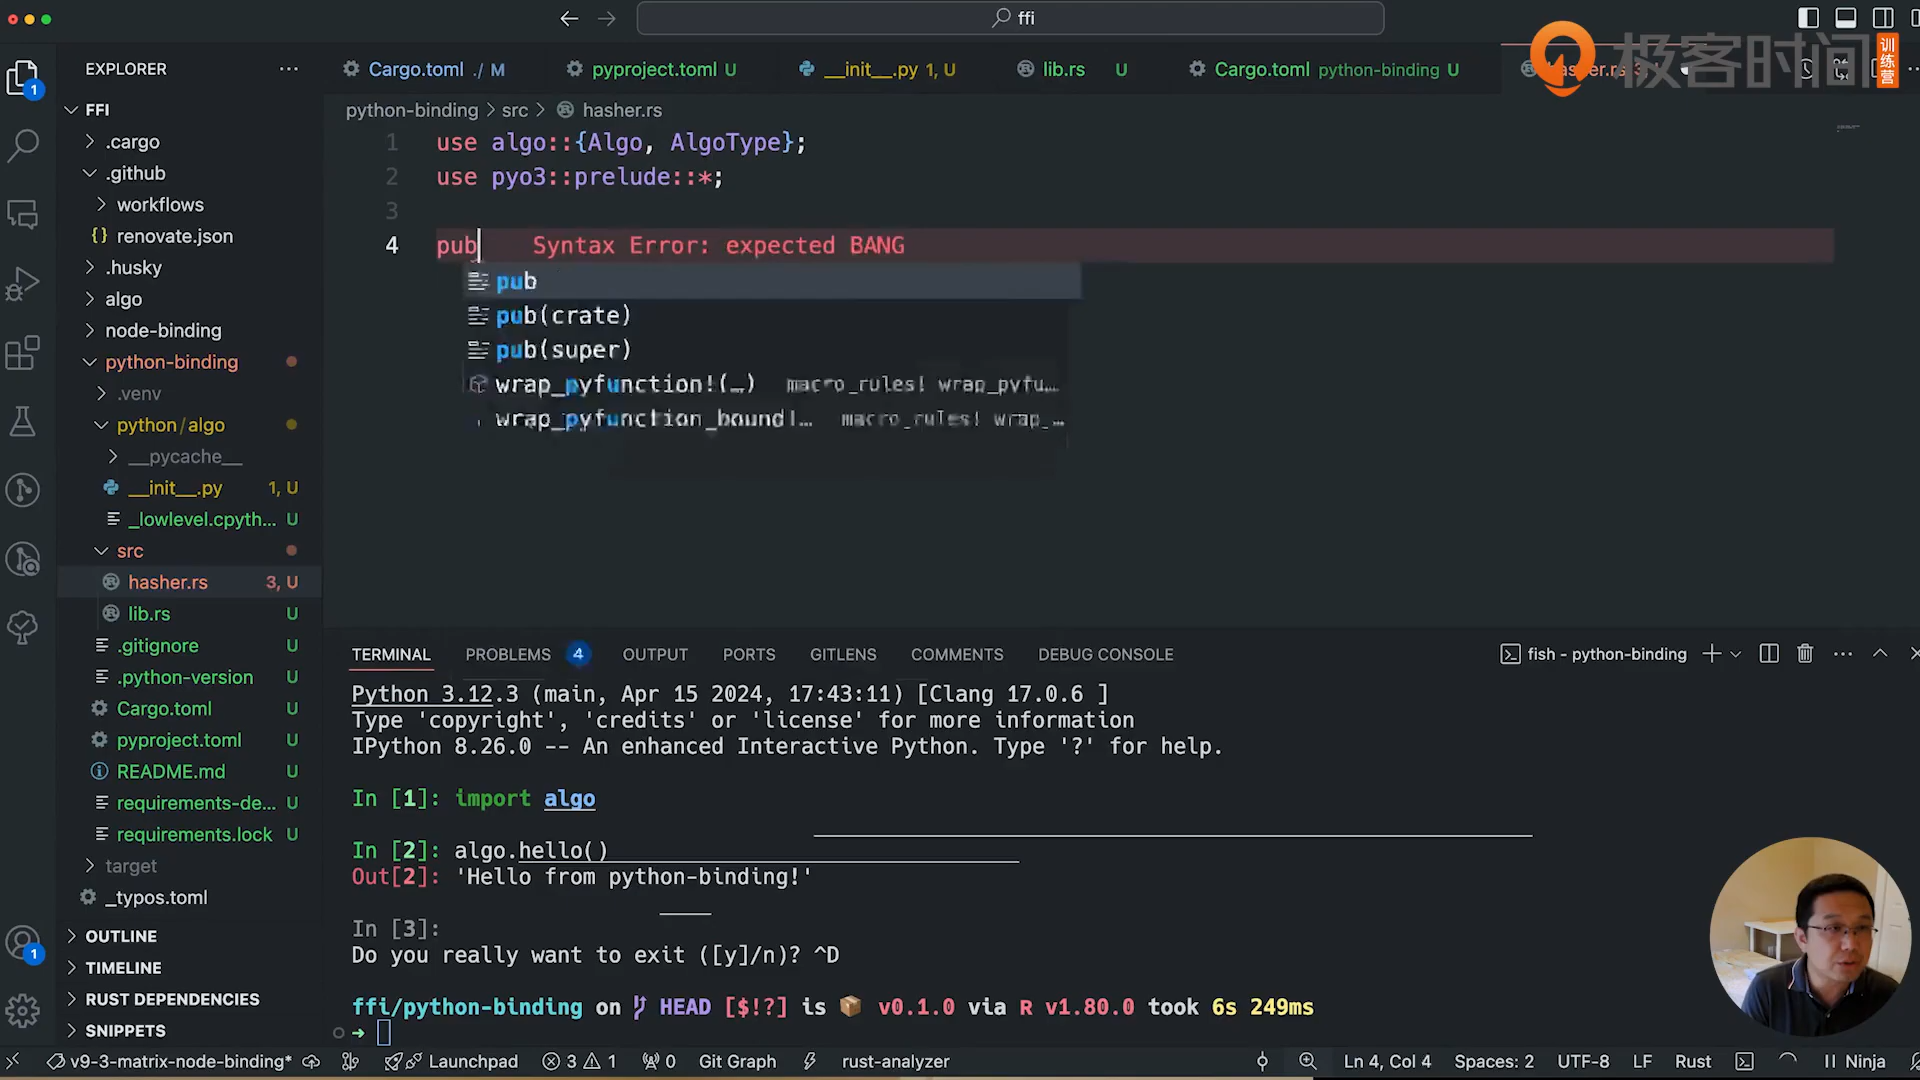 ffi
极客时间
训练营
EXPLORER
Cargo.toml ./ M
pyproject.toml U
__init__.py 1, U
lib.rs U
Cargo.toml python-binding U
python-binding > src > hasher.rs
FFI
.cargo
.github
workflows
{} renovate.json
.husky
algo
node-binding
python-binding
.venv
python/algo
__pycache__
__init__.py 1, U
_lowlevel.cpyth... U
src
hasher.rs 3, U
lib.rs U
.gitignore U
.python-version U
Cargo.toml U
pyproject.toml U
README.md U
requirements-de... U
requirements.lock U
target
_typos.toml
OUTLINE
TIMELINE
RUST DEPENDENCIES
SNIPPETS
1 use algo::{Algo, AlgoType};
2 use pyo3::prelude::*;
3
4 pub Syntax Error: expected BANG
pub
pub(crate)
pub(super)
wrap_pyfunction!(…) macro_rules! wrap_pyfu…
wrap_pyfunction_bound!… macro_rules! wrap_…
TERMINAL PROBLEMS 4 OUTPUT PORTS GITLENS COMMENTS DEBUG CONSOLE
fish - python-binding
Python 3.12.3 (main, Apr 15 2024, 17:43:11) [Clang 17.0.6 ]
Type 'copyright', 'credits' or 'license' for more information
IPython 8.26.0 -- An enhanced Interactive Python. Type '?' for help.
In [1]: import algo
In [2]: algo.hello()
Out[2]: 'Hello from python-binding!'
In [3]:
Do you really want to exit ([y]/n)? ^D
ffi/python-binding on HEAD [$!?] is v0.1.0 via R v1.80.0 took 6s 249ms
1
1
v9-3-matrix-node-binding* Launchpad 3 1 0 Git Graph rust-analyzer
Ln 4, Col 4 Spaces: 2 UTF-8 LF Rust Ninja